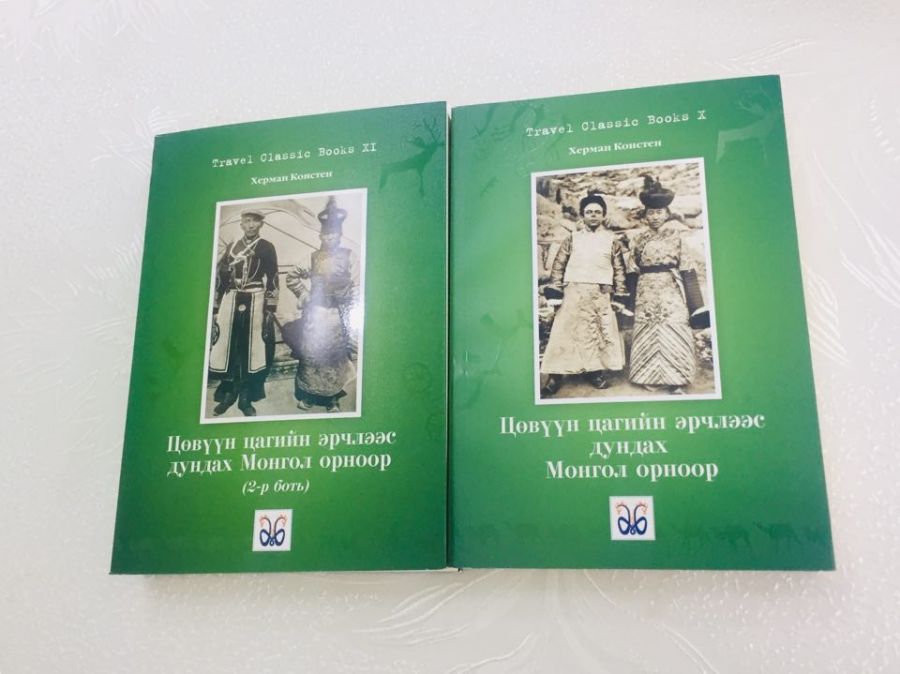 Travel Classic Books XI
Херман Констен
Цөвүүн цагийн эрчлээс
дундах Монгол орноор
(2-р боть)
Travel Classic Books X
Херман Констен
Цөвүүн цагийн эрчлээс
дундах
Монгол орноор